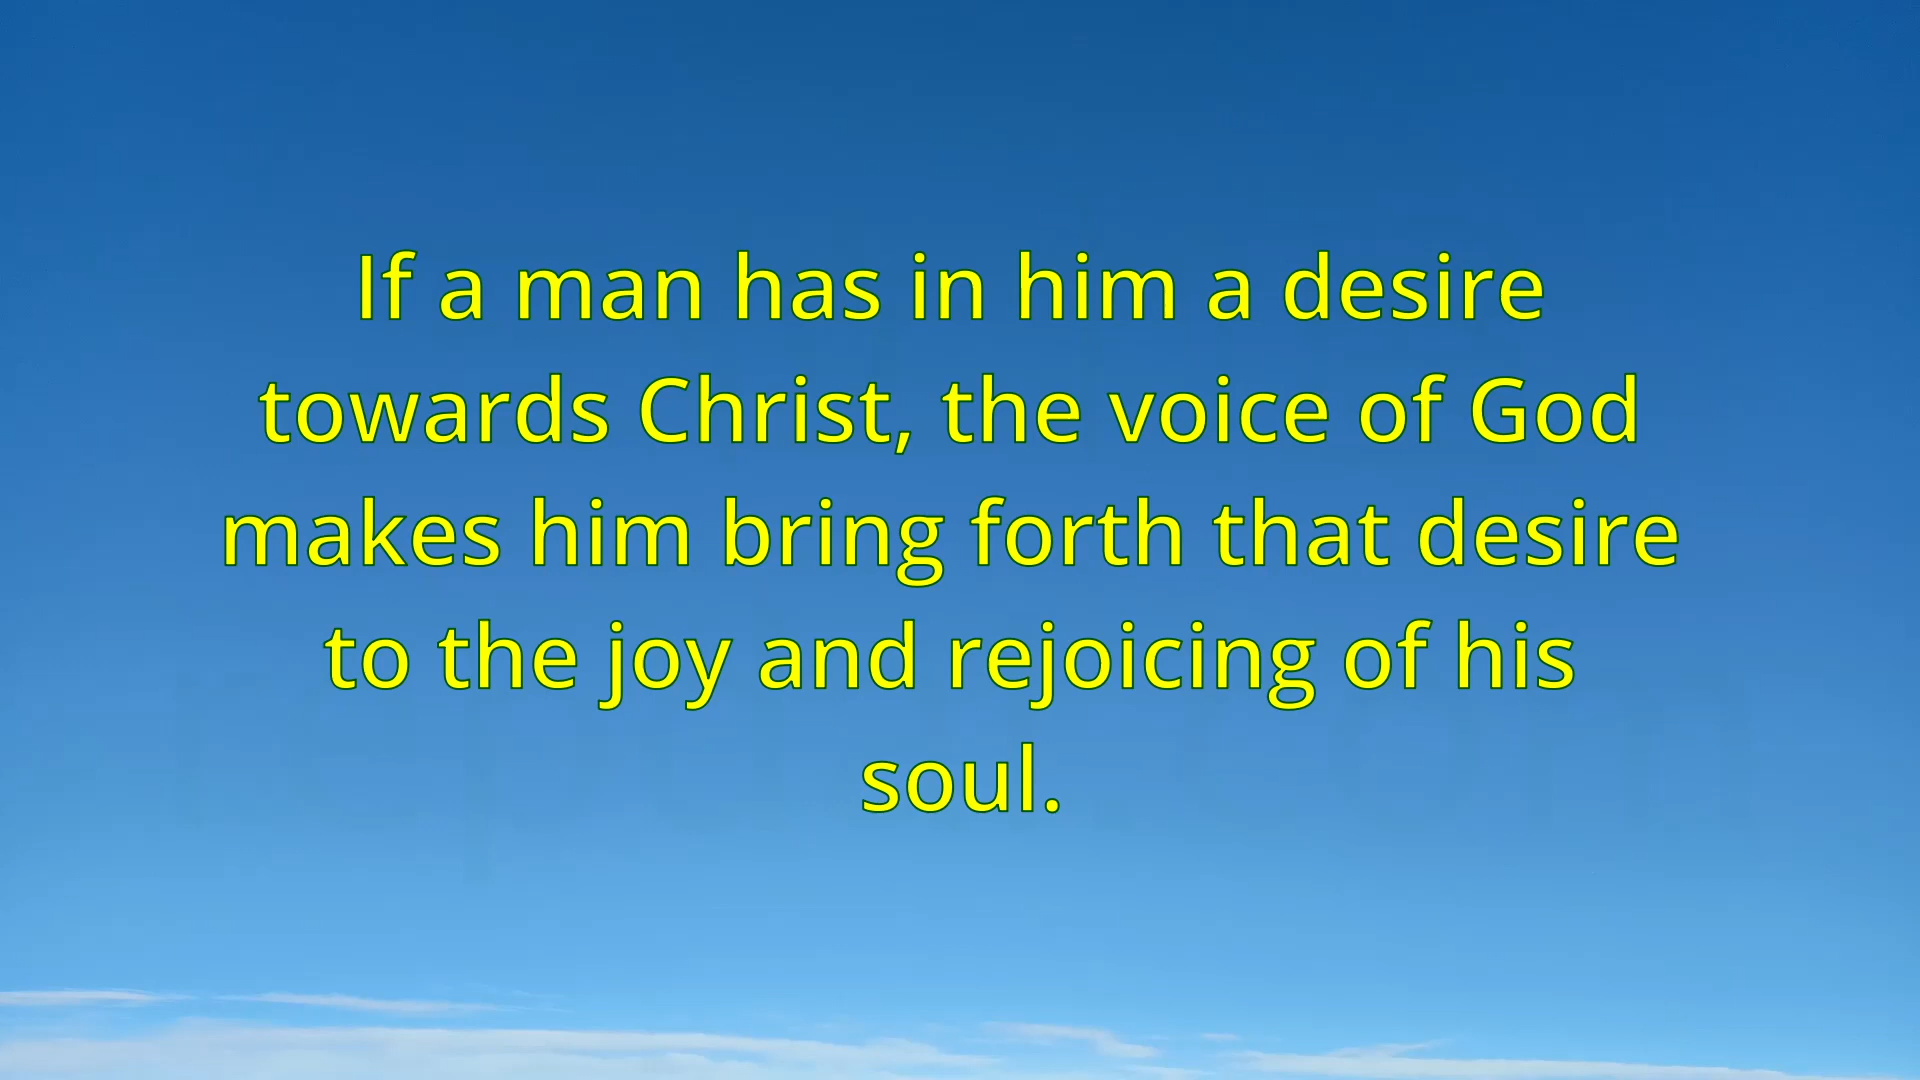 If a man has in him a desire
towards Christ, the voice of God
makes him bring forth that desire
to the joy and rejoicing of his
soul.